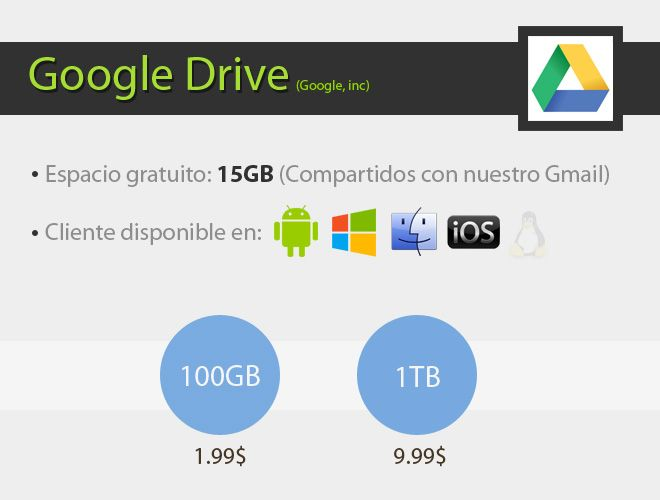 Google Drive (Google, inc)
• Espacio gratuito: 15GB (Compartidos con nuestro Gmail)
• Cliente disponible en: iOS
100GB 1TB
1.99$ 9.99$